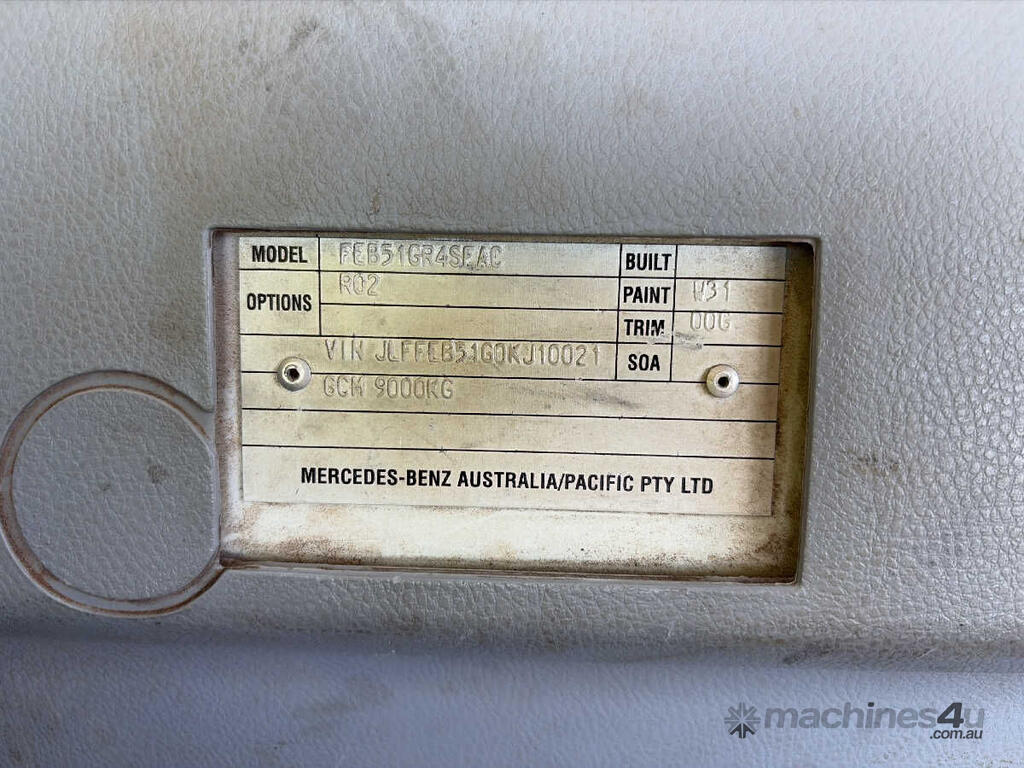 MODEL FEB51GR4SEAC BUILT
OPTIONS R02 PAINT W31
TRIM 00G
VIN JLFFEB51G0KJ10021 SOA
GCM 9000KG
MERCEDES-BENZ AUSTRALIA/PACIFIC PTY LTD
machines4u
.com.au